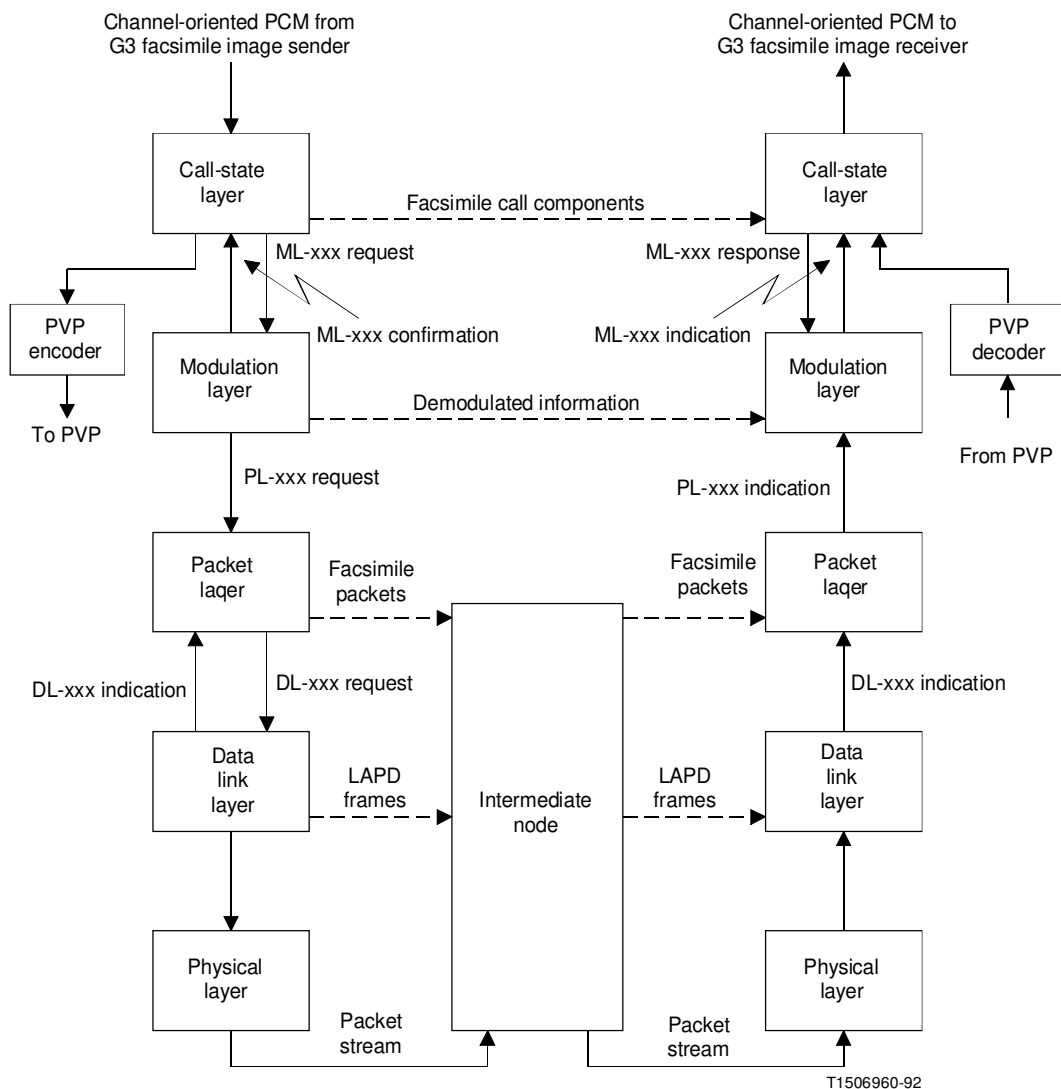 Channel-oriented PCM from
G3 facsimile image sender
Channel-oriented PCM to
G3 facsimile image receiver
Call-state
layer
Facsimile call components
Call-state
layer
ML-xxx request
ML-xxx response
PVP
encoder
ML-xxx confirmation
ML-xxx indication
PVP
decoder
Modulation
layer
Demodulated information
Modulation
layer
To PVP
From PVP
PL-xxx request
PL-xxx indication
Packet
laqer
Facsimile
packets
Facsimile
packets
Packet
laqer
DL-xxx indication
DL-xxx request
DL-xxx indication
Data
link
layer
LAPD
frames
Intermediate
node
LAPD
frames
Data
link
layer
Physical
layer
Physical
layer
Packet
stream
Packet
stream
T1506960-92